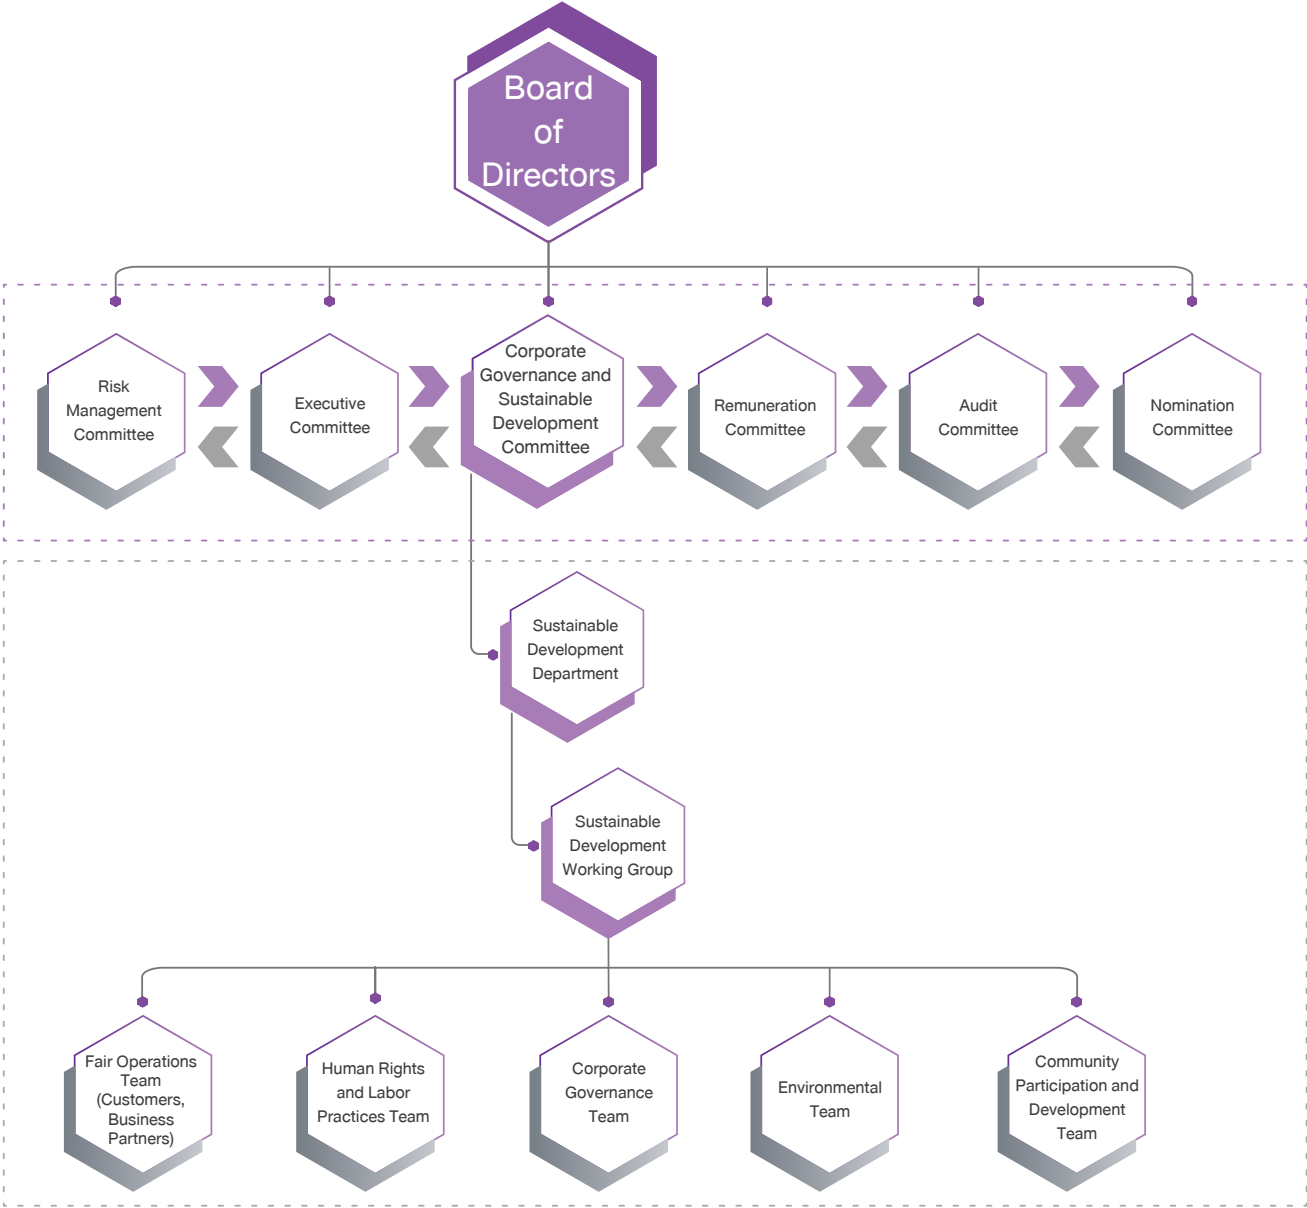 Board
of
Directors
Risk
Management
Committee
Executive
Committee
Corporate
Governance and
Sustainable
Development
Committee
Remuneration
Committee
Audit
Committee
Nomination
Committee
Sustainable
Development
Department
Sustainable
Development
Working Group
Fair Operations
Team
(Customers,
Business
Partners)
Human Rights
and Labor
Practices Team
Corporate
Governance
Team
Environmental
Team
Community
Participation and
Development
Team